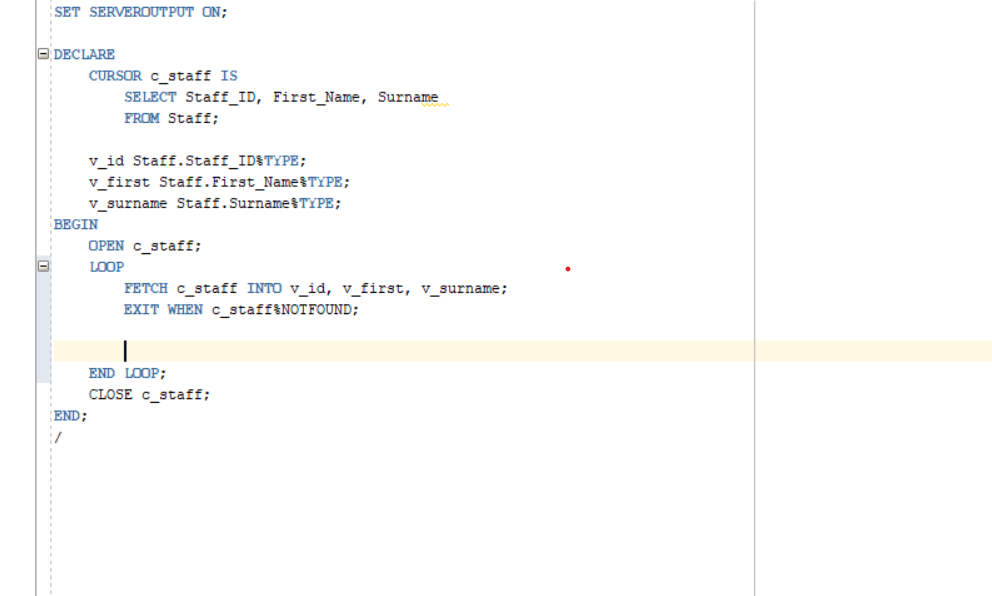 SET SERVEROUTPUT ON;
DECLARE
    CURSOR c_staff IS
        SELECT Staff_ID, First_Name, Surname
        FROM Staff;
    v_id Staff.Staff_ID%TYPE;
    v_first Staff.First_Name%TYPE;
    v_surname Staff.Surname%TYPE;
BEGIN
    OPEN c_staff;
    LOOP
        FETCH c_staff INTO v_id, v_first, v_surname;
        EXIT WHEN c_staff%NOTFOUND;
    END LOOP;
    CLOSE c_staff;
END;
/